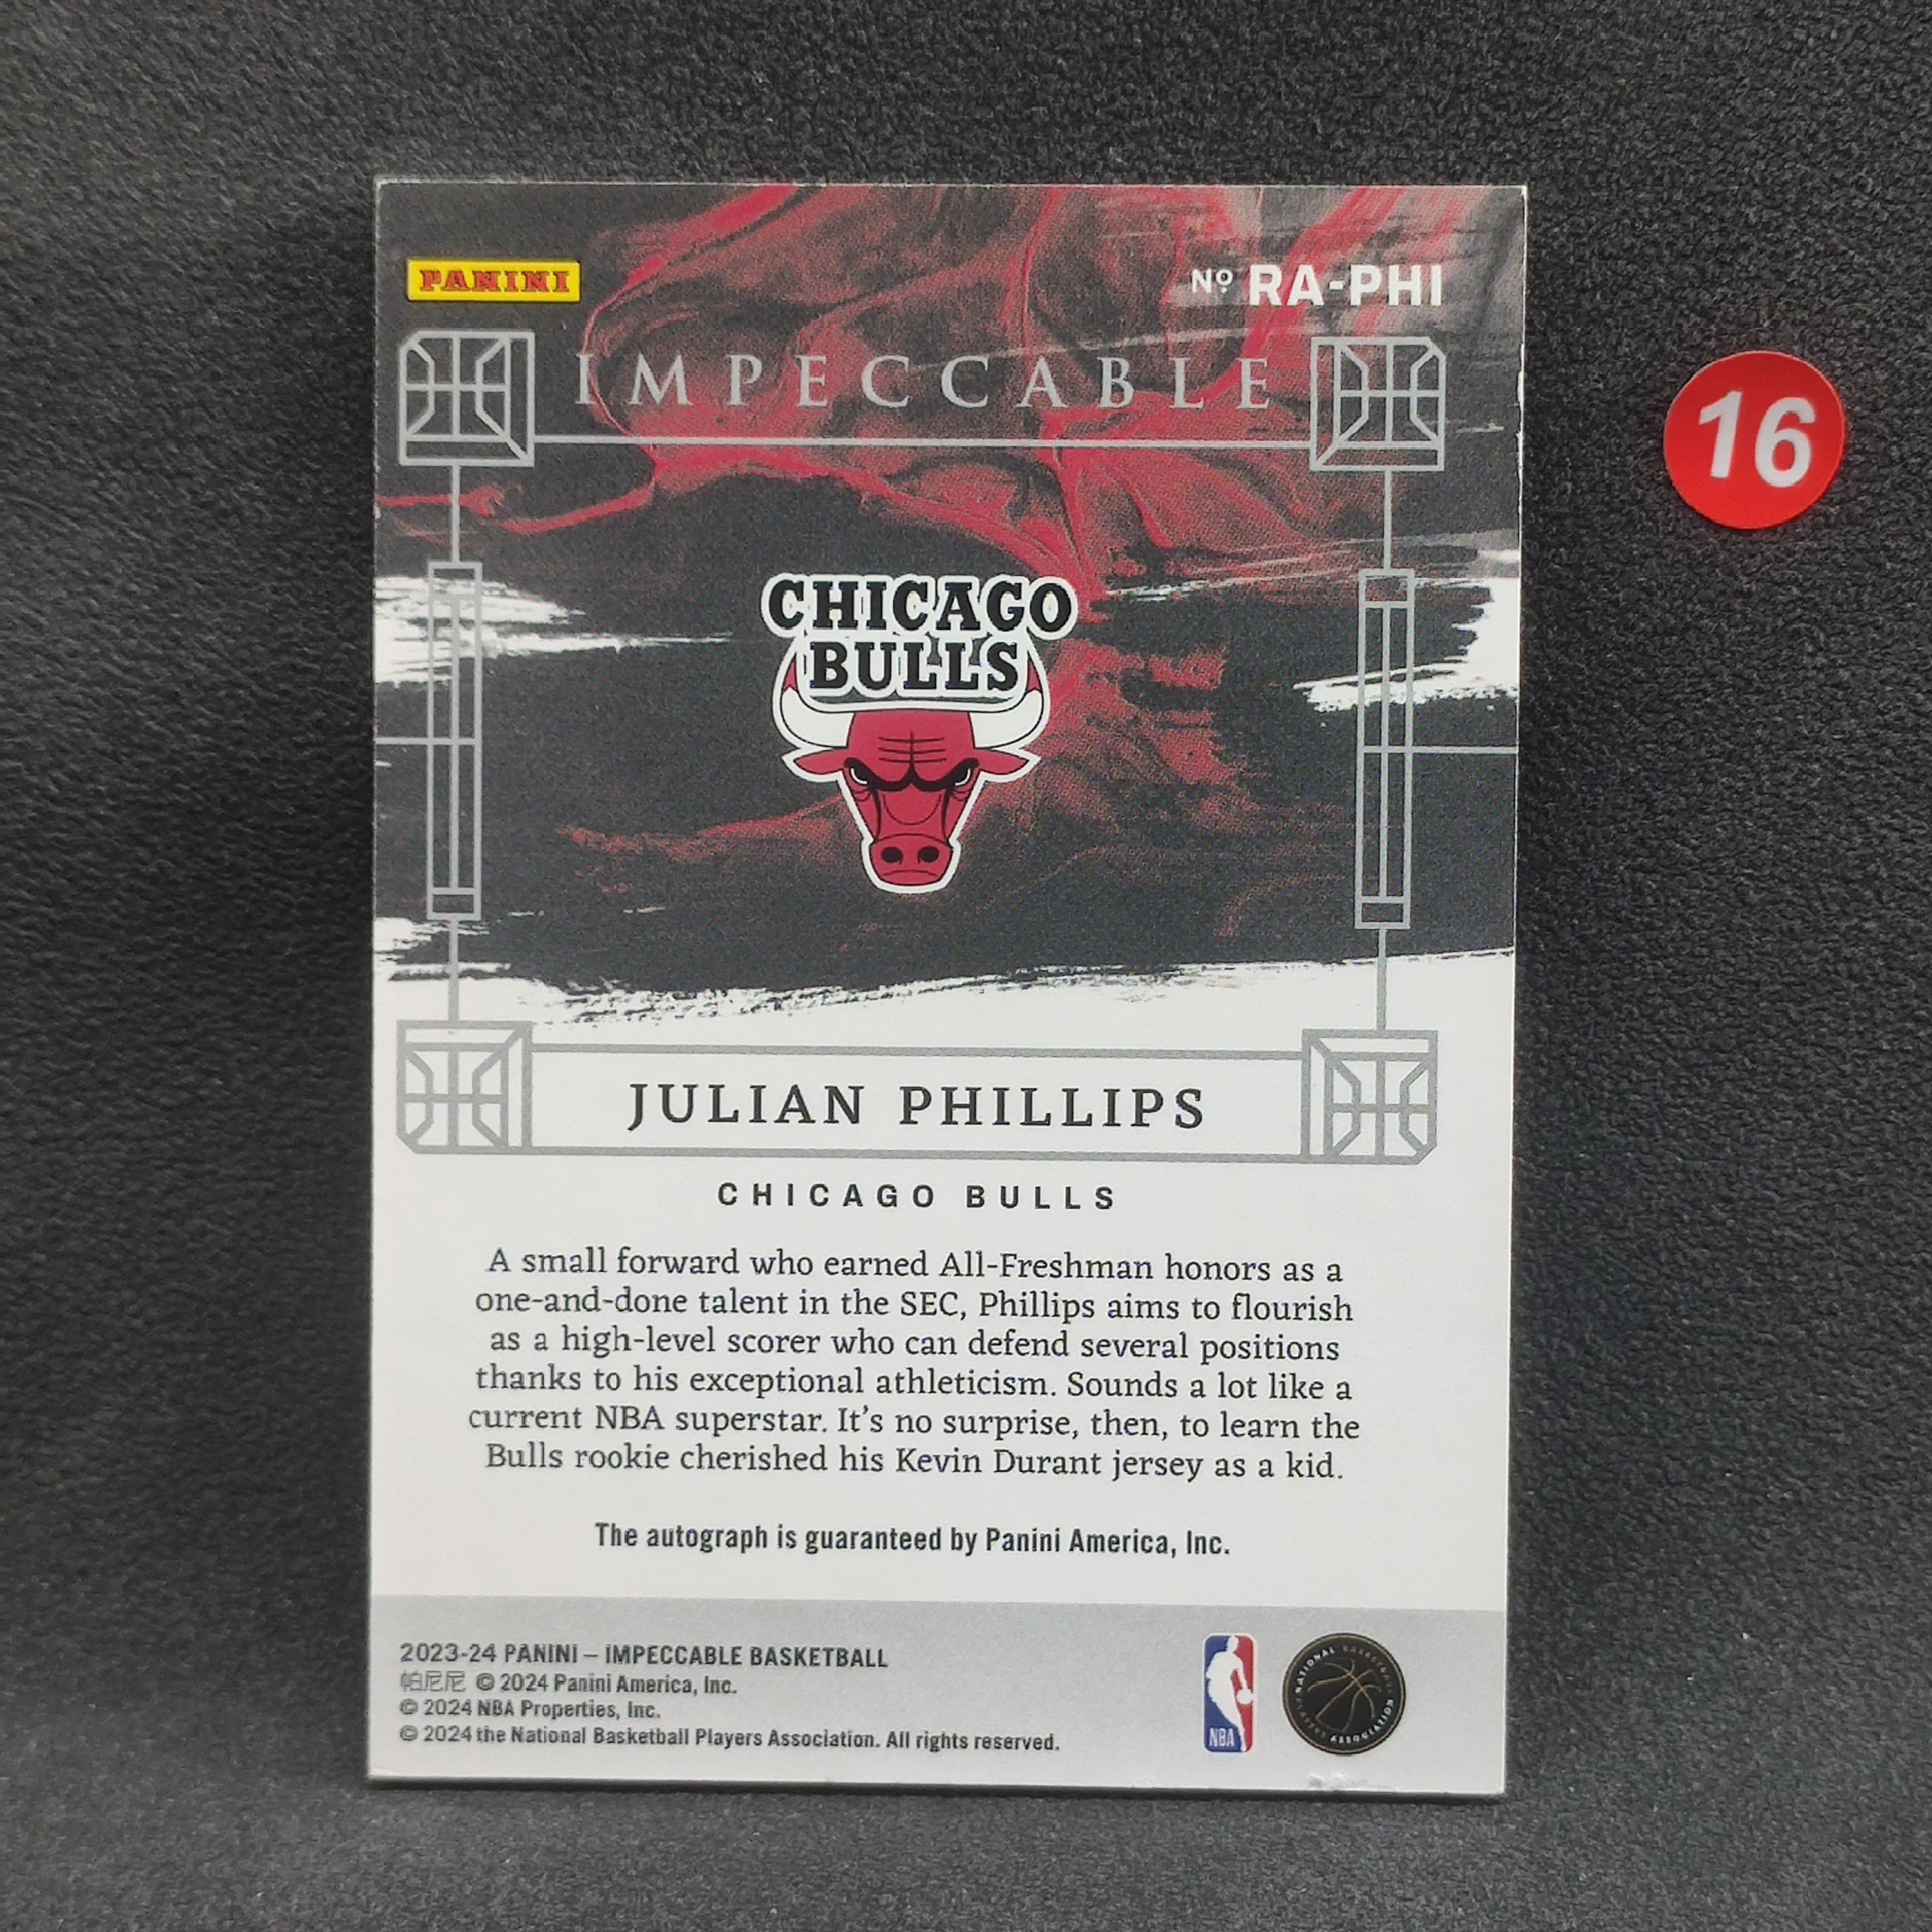 PANINI
Nº RA-PHI
IMPECCABLE
16
CHICAGO
BULLS
JULIAN PHILLIPS
CHICAGO BULLS
A small forward who earned All-Freshman honors as a
one-and-done talent in the SEC, Phillips aims to flourish
as a high-level scorer who can defend several positions
thanks to his exceptional athleticism. Sounds a lot like a
current NBA superstar. It's no surprise, then, to learn the
Bulls rookie cherished his Kevin Durant jersey as a kid.
The autograph is guaranteed by Panini America, Inc.
2023-24 PANINI – IMPECCABLE BASKETBALL
帕尼尼 © 2024 Panini America, Inc.
© 2024 NBA Properties, Inc.
© 2024 the National Basketball Players Association. All rights reserved.
NBA
NATIONAL BASKETBALL PLAYERS ASSOCIATION